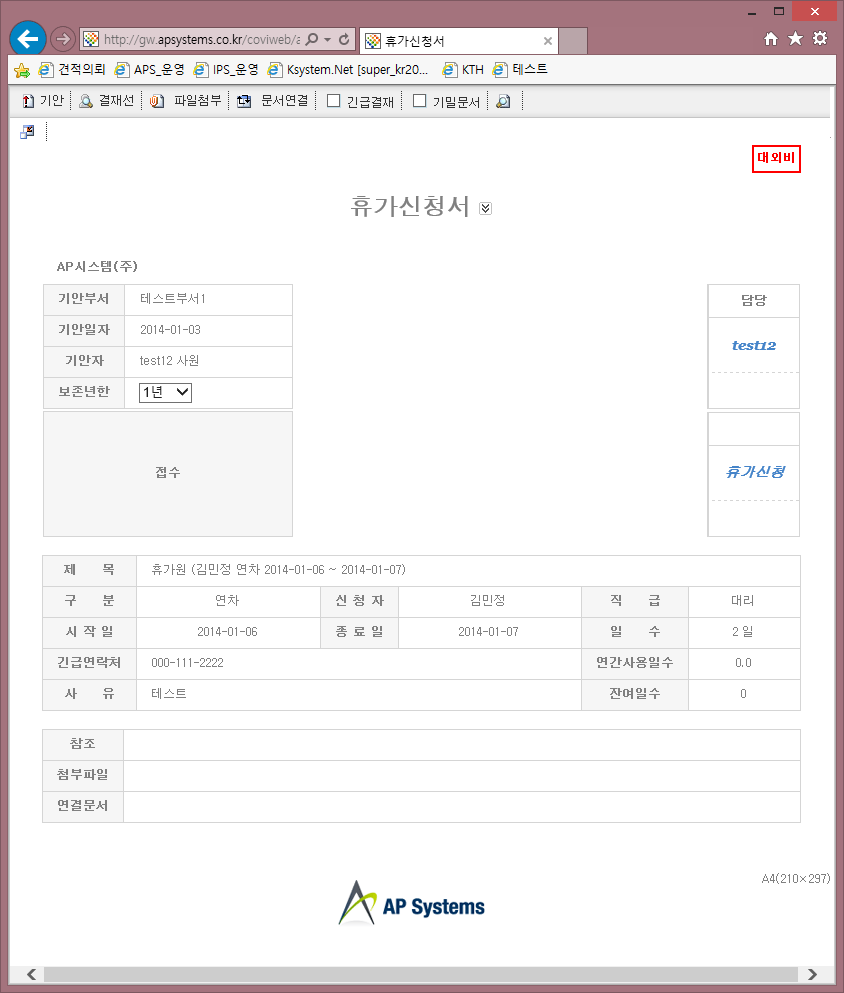 http://gw.apsystems.co.kr/coviweb/a
휴가신청서
견적의뢰 APS_운영 IPS_운영 Ksystem.Net [super_kr20... KTH 테스트
기안 결재선 파일첨부 문서연결 긴급결재 기밀문서
대외비
휴가신청서
AP시스템(주)
기안부서 테스트부서1
기안일자 2014-01-03
기안자 test12 사원
보존년한 1년
담당
test12
접수
휴가신청
제 목 휴가원 (김민정 연차 2014-01-06 ~ 2014-01-07)
구 분 연차 신 청 자 김민정 직 급 대리
시 작 일 2014-01-06 종 료 일 2014-01-07 일 수 2 일
긴급연락처 000-111-2222 연간사용일수 0.0
사 유 테스트 잔여일수 0
참조
첨부파일
연결문서
A4(210×297)
AP Systems